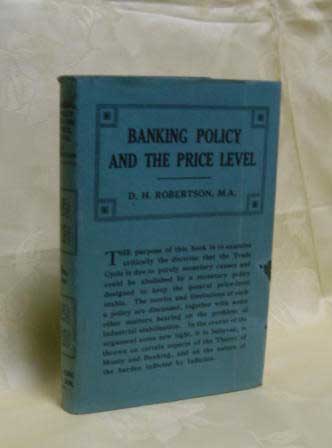 BANKING POLICY
AND THE PRICE LEVEL
D. H. ROBERTSON, M.A.
THE purpose of this book is to examine
critically the doctrine that the Trade
Cycle is due to purely monetary causes and
could be abolished by a monetary policy
designed to keep the general price-level
stable. The merits and limitations of such
a policy are discussed, together with some
other matters bearing on the problem of
industrial stabilisation. In the course of the
argument some new light, it is believed, is
thrown on certain aspects of the Theory of
Money and Banking, and on the nature of
the burden inflicted by Inflation.